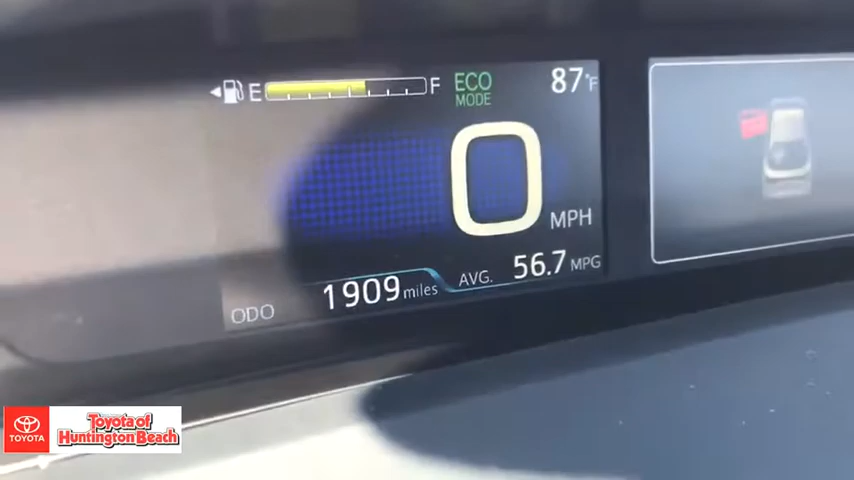 E F ECO MODE 87°F
0 MPH
ODO 1909 miles AVG. 56.7 MPG
TOYOTA Toyota of Huntington Beach